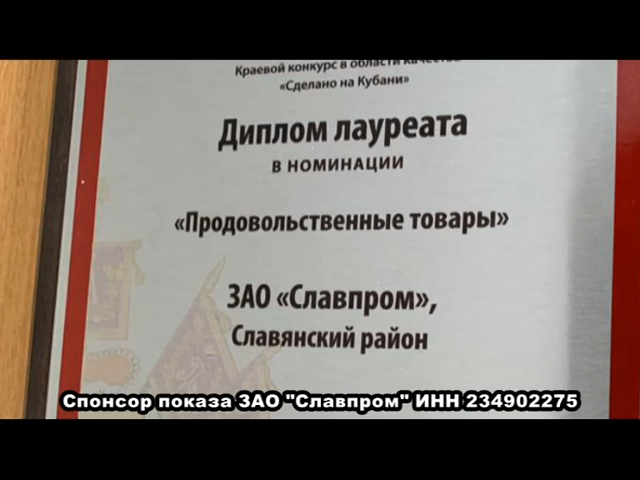 Краевой конкурс в области качества
«Сделано на Кубани»
Диплом лауреата
В НОМИНАЦИИ
«Продовольственные товары»
ЗАО «Славпром»,
Славянский район
Спонсор показа ЗАО "Славпром" ИНН 234902275